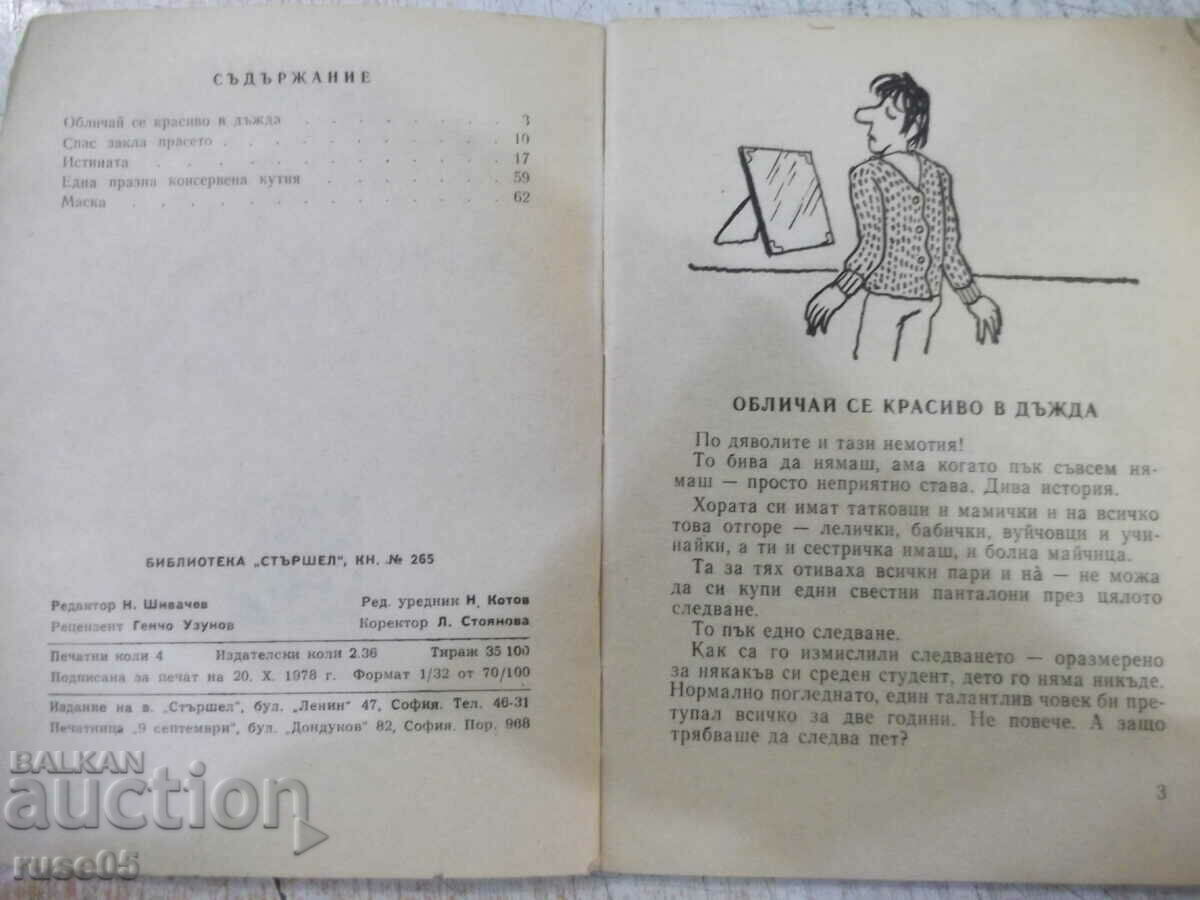 СЪДЪРЖАНИЕ
Обличай се красиво в дъжда . . . . . . . . 3
Спас закла прасето . . . . . . . . . . . 10
Истината . . . . . . . . . . . . . . 17
Една празна консервена кутия . . . . . . . 59
Маска . . . . . . . . . . . . . . . 62
БИБЛИОТЕКА „СТЪРШЕЛ", КН. № 265
Редактор Н. Шивачев Ред. уредник Н. Котов
Рецензент Генчо Узунов Коректор Л. Стоянова
Печатни коли 4 Издателски коли 2.36 Тираж 35 100
Подписана за печат на 20. X. 1978 г. Формат 1/32 от 70/100
Издание на в. „Стършел", бул. „Ленин" 47, София. Тел. 46-31
Печатница „9 септември", бул. „Дондуков" 82, София. Пор. 968
ОБЛИЧАЙ СЕ КРАСИВО В ДЪЖДА
По дяволите и тази немотия!
То бива да нямаш, ама когато пък съвсем ня-
маш — просто неприятно става. Дива история.
Хората си имат татковци и мамички и на всичко
това отгоре — лелички, бабички, вуйчовци и учи-
найки, а ти и сестричка имаш, и болна майчица.
Та за тях отиваха всички пари и нà — не можа
да си купи едни свестни панталони през цялото
следване.
То пък едно следване.
Как са го измислили следването — оразмерено
за някакъв си среден студент, дето го няма никъде.
Нормално погледнато, един талантлив човек би пре-
тупал всичко за две години. Не повече. А защо
трябваше да следва пет?
3
BALKAN
auction
ruse05